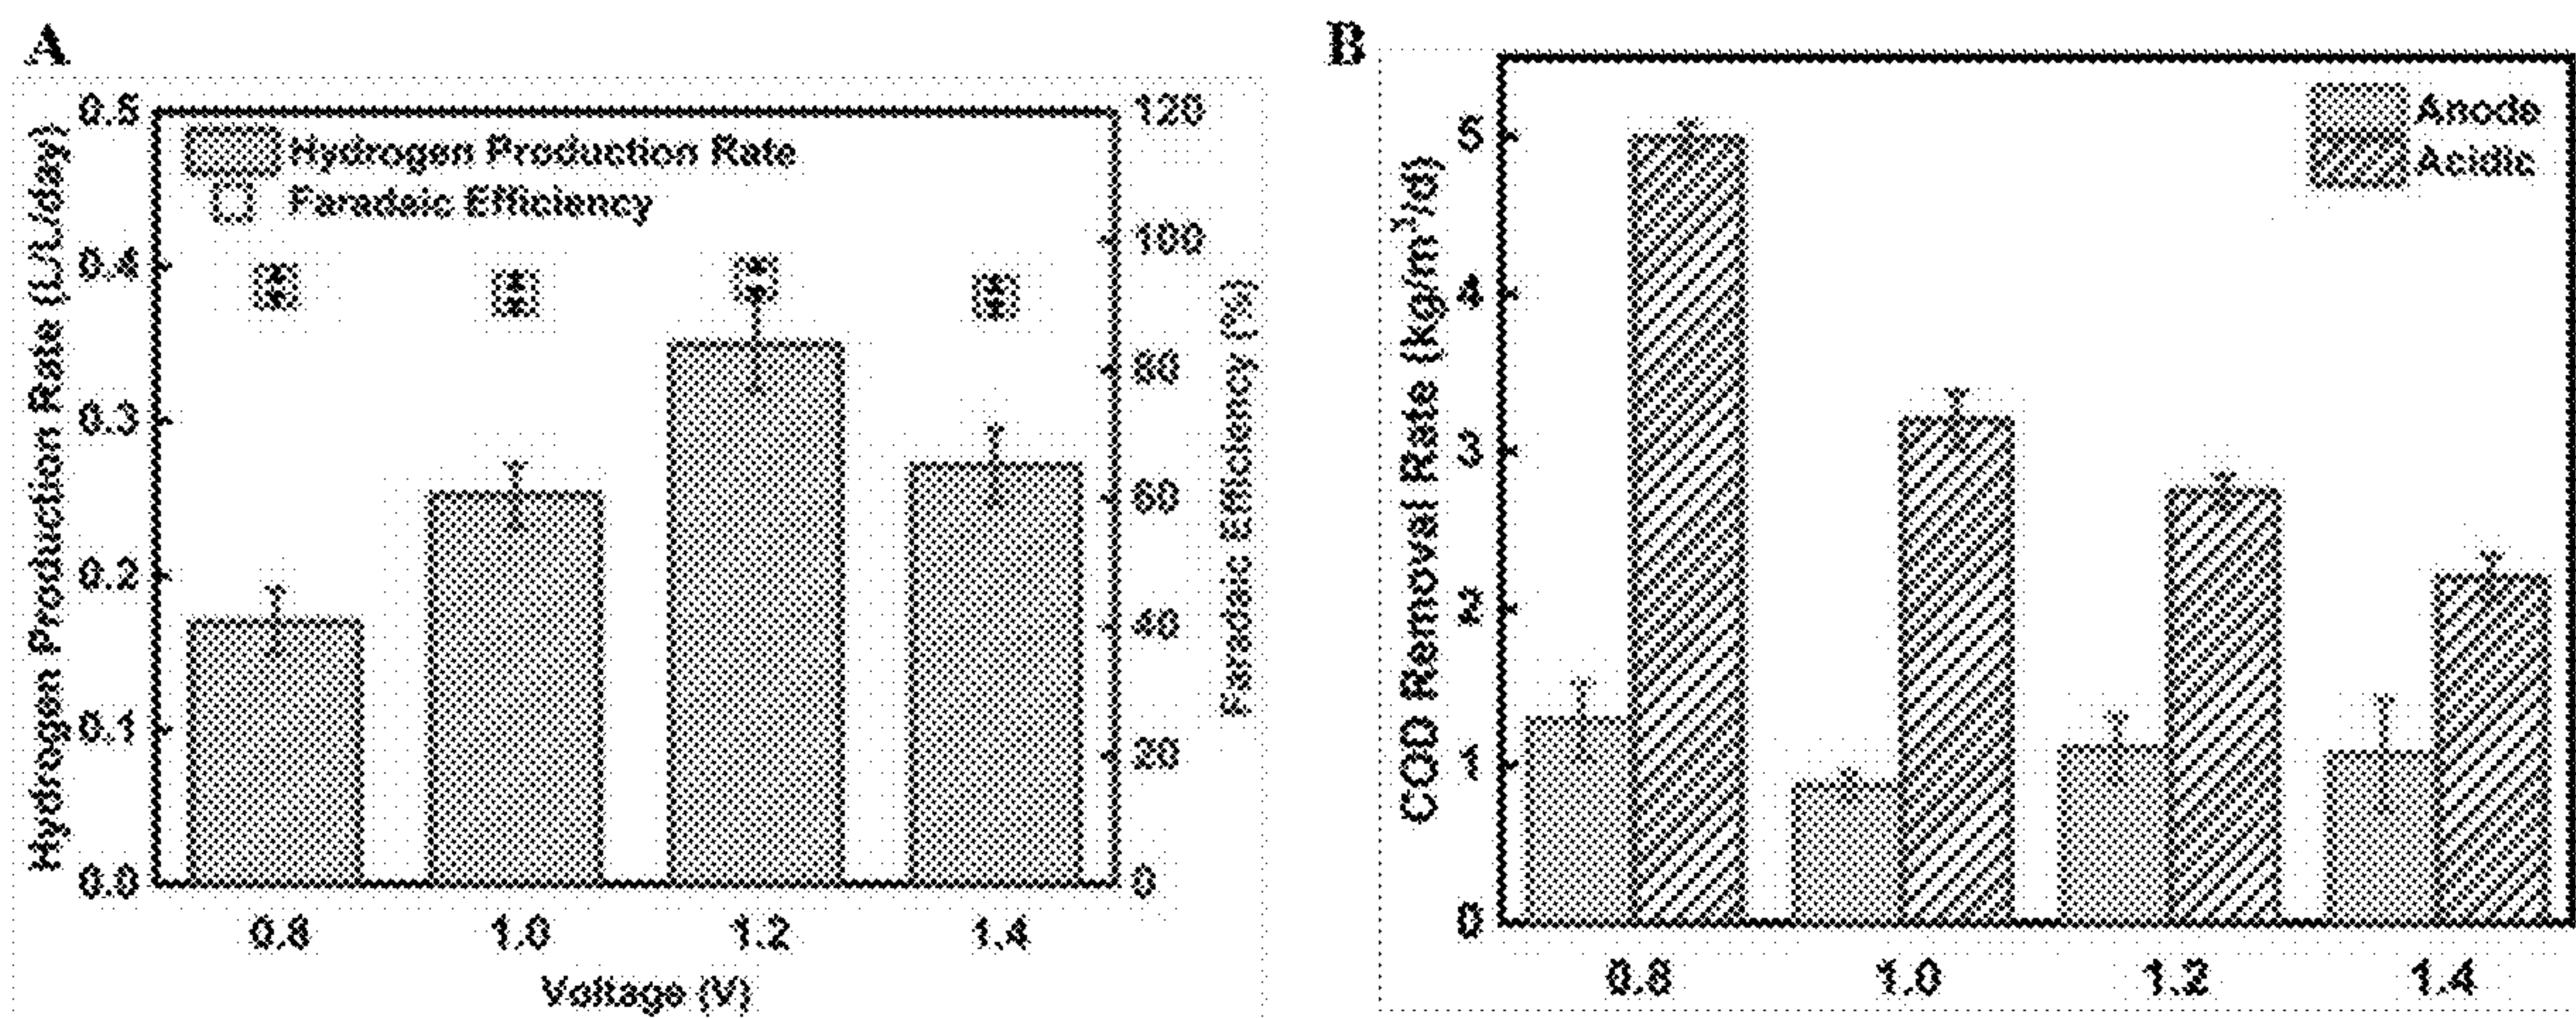 A
Hydrogen Production Rate (L/L/day)
0.5
0.4
0.3
0.2
0.1
0.0
Hydrogen Production Rate
Faradaic Efficiency
120
100
80
60
40
20
0
Faradaic Efficiency (%)
0.8 1.0 1.2 1.4
Voltage (V)
B
COD Removal Rate (kg/m³/d)
5
4
3
2
1
0
Anode
Acidic
0.8 1.0 1.2 1.4